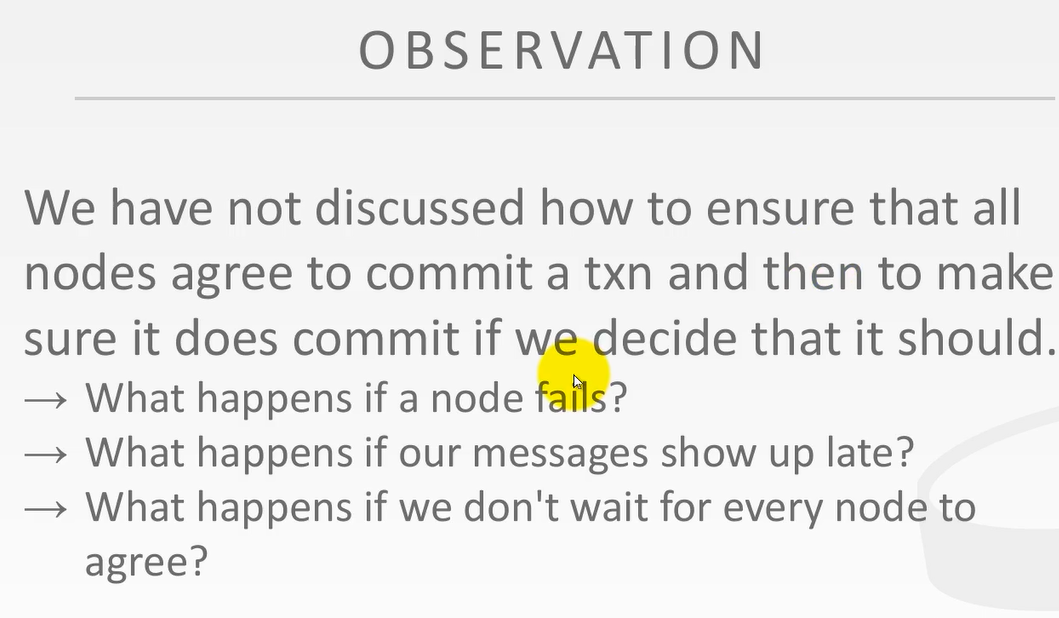 OBSERVATION
We have not discussed how to ensure that all
nodes agree to commit a txn and then to make
sure it does commit if we decide that it should.
→ What happens if a node fails?
→ What happens if our messages show up late?
→ What happens if we don't wait for every node to
agree?